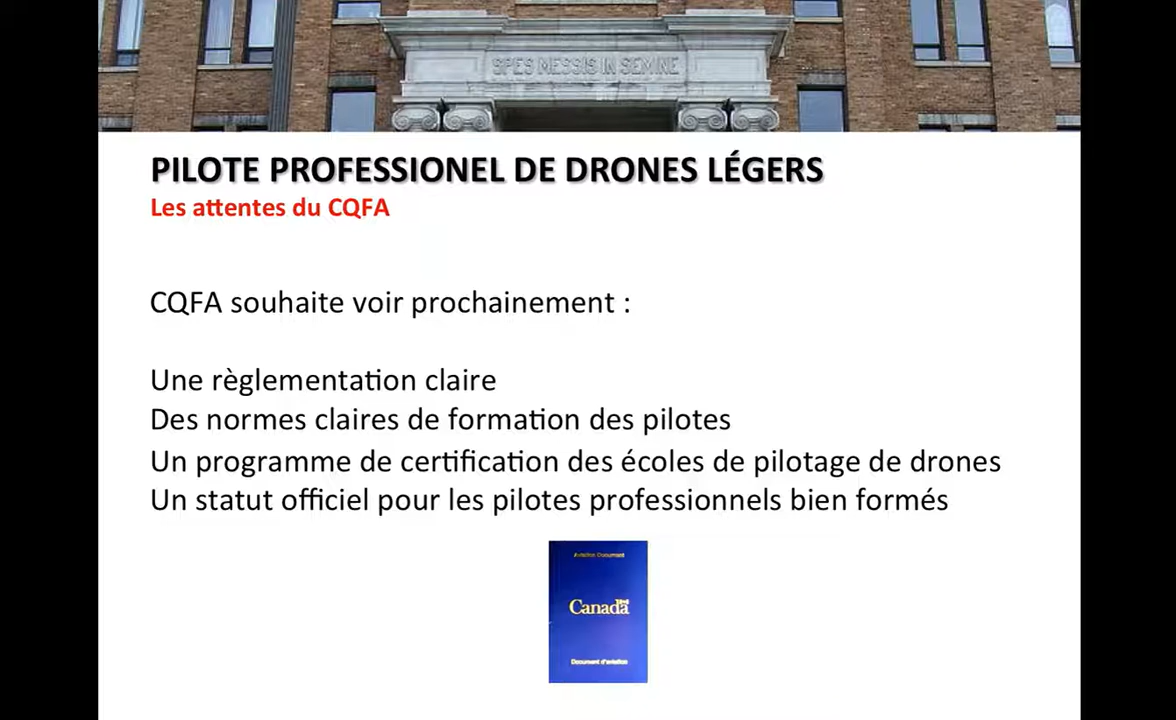 SPES MESSIS IN SEMINE
PILOTE PROFESSIONEL DE DRONES LÉGERS
Les attentes du CQFA
CQFA souhaite voir prochainement :
Une règlementation claire
Des normes claires de formation des pilotes
Un programme de certification des écoles de pilotage de drones
Un statut officiel pour les pilotes professionnels bien formés
Aviation Document
Canada
Document d'aviation